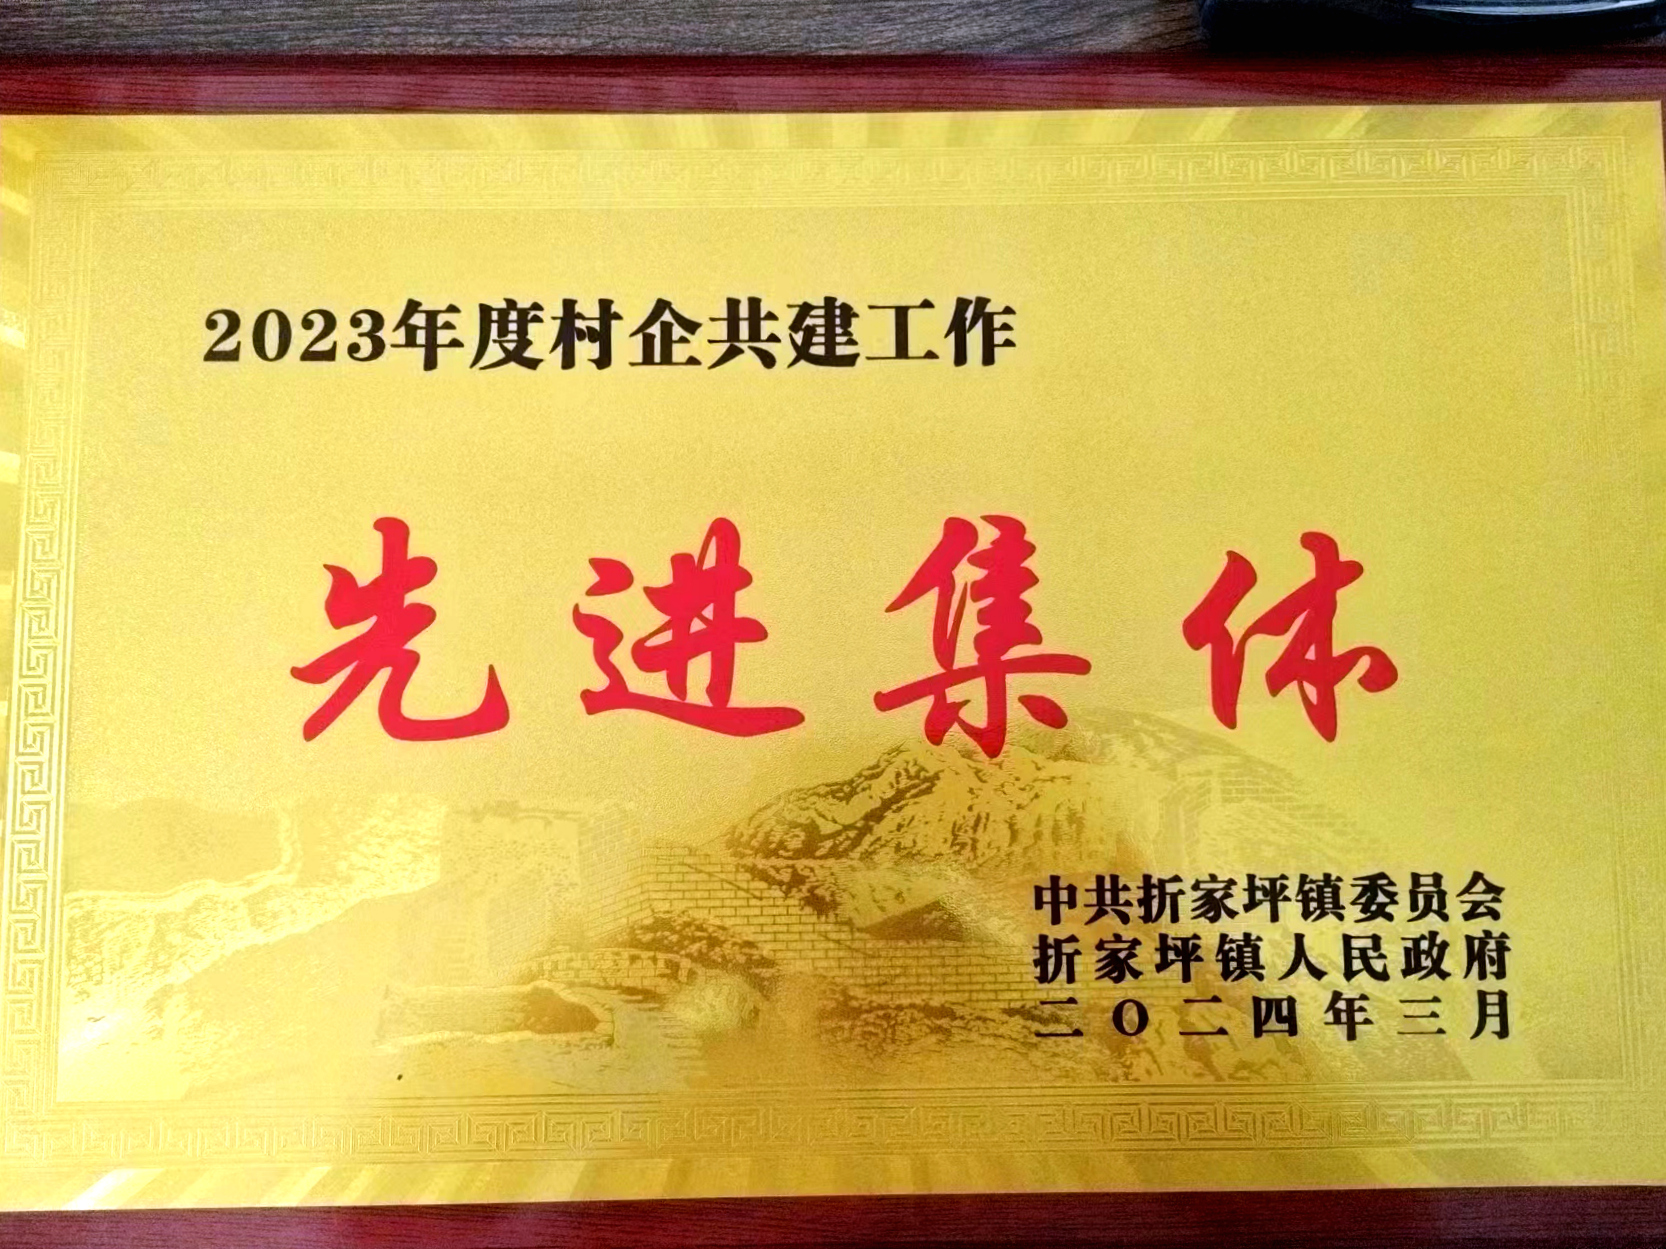 2023年度村企共建工作
先进集体
中共折家坪镇委员会
折家坪镇人民政府
二〇二四年三月